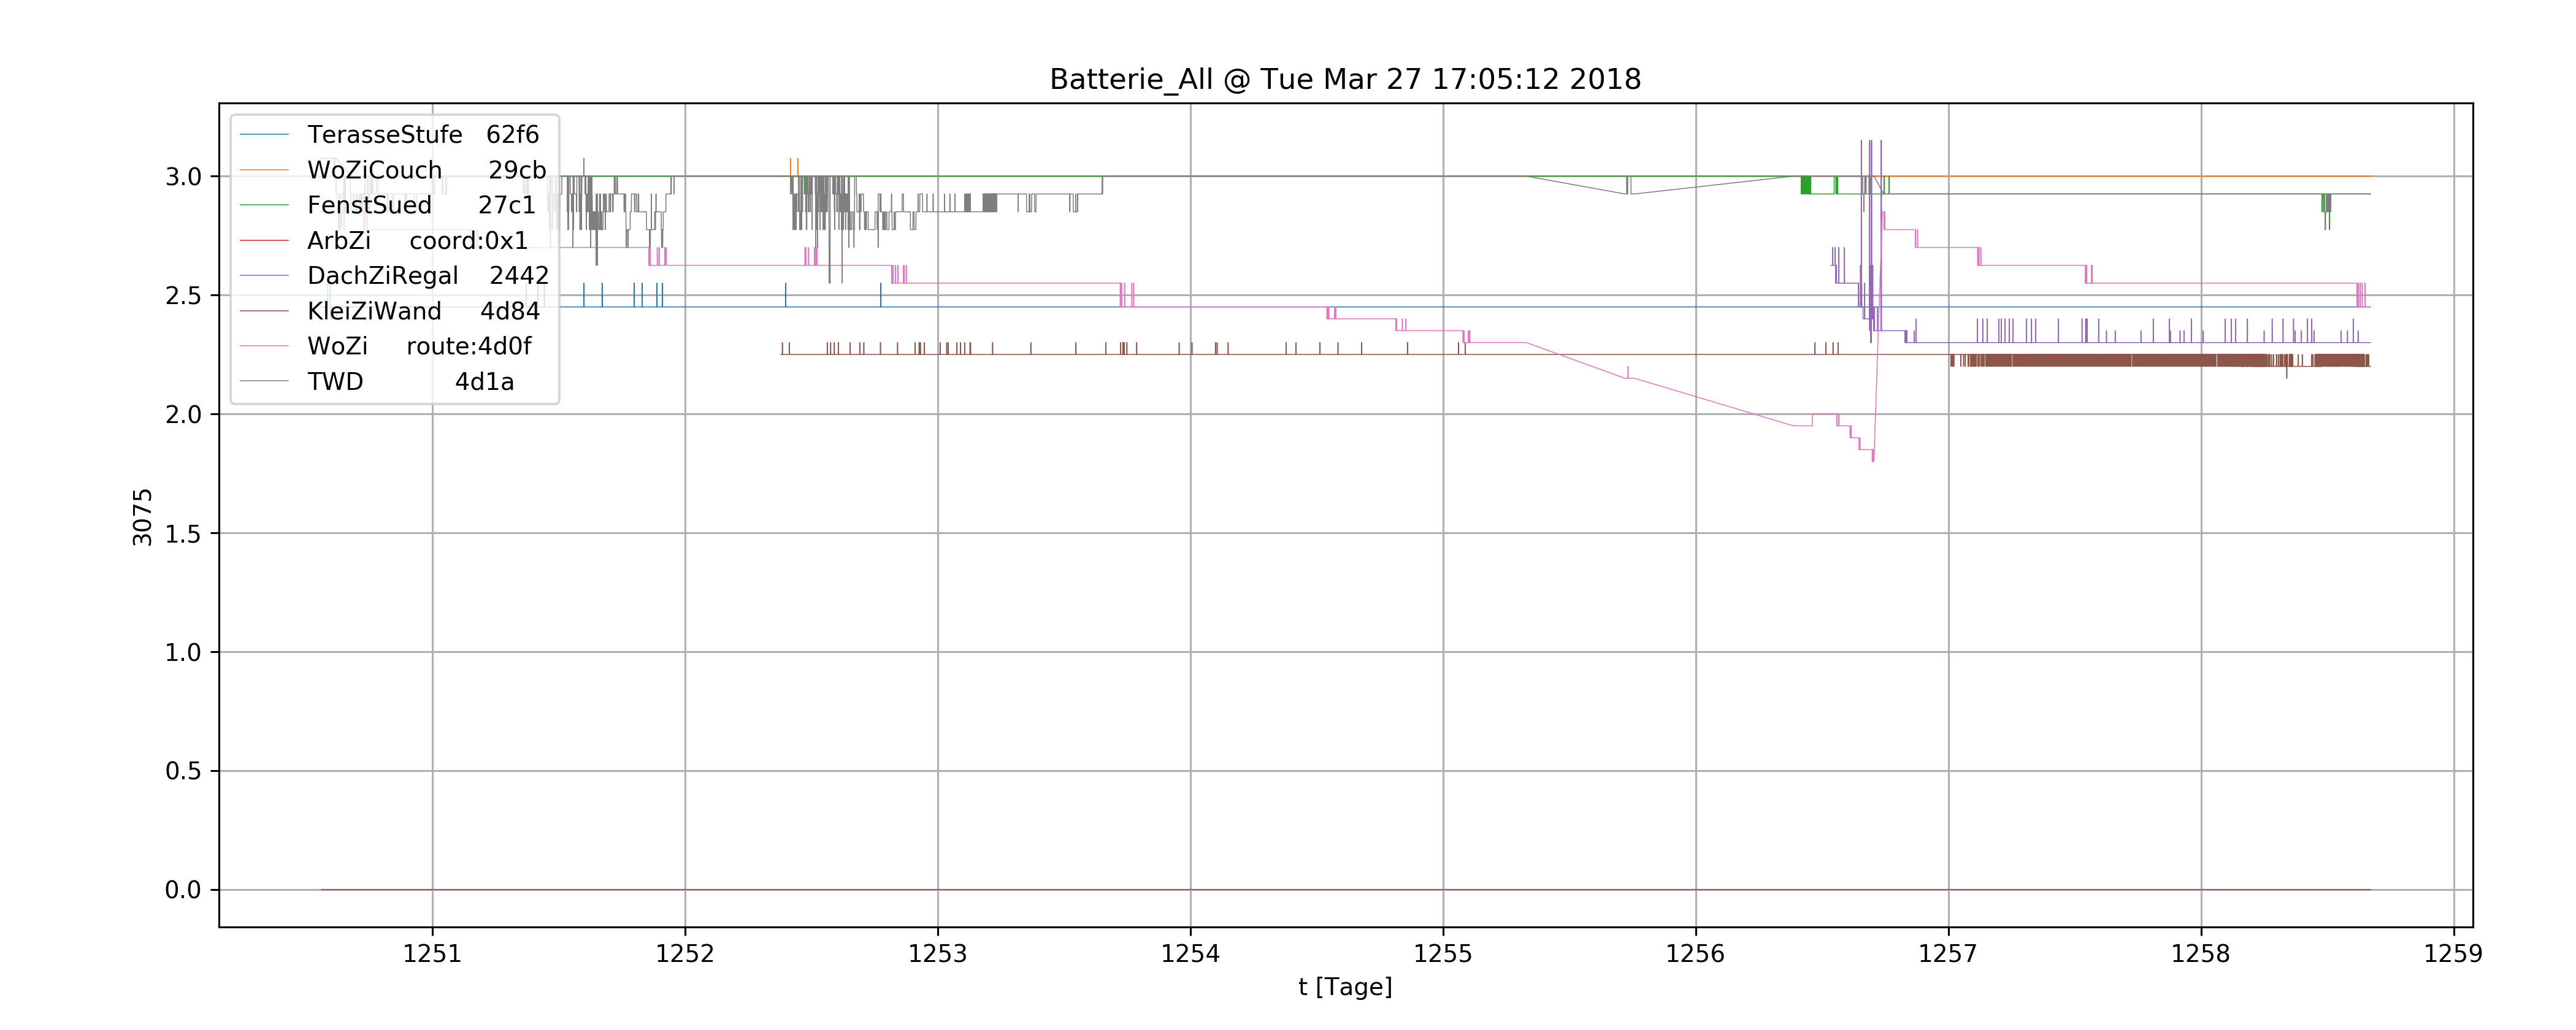 Batterie_All @ Tue Mar 27 17:05:12 2018
TerasseStufe 62f6
WoZiCouch 29cb
FenstSued 27c1
ArbZi coord:0x1
DachZiRegal 2442
KleiZiWand 4d84
WoZi route:4d0f
TWD 4d1a
3.0
2.5
2.0
1.5
1.0
0.5
0.0
3075
1251 1252 1253 1254 1255 1256 1257 1258 1259
t [Tage]